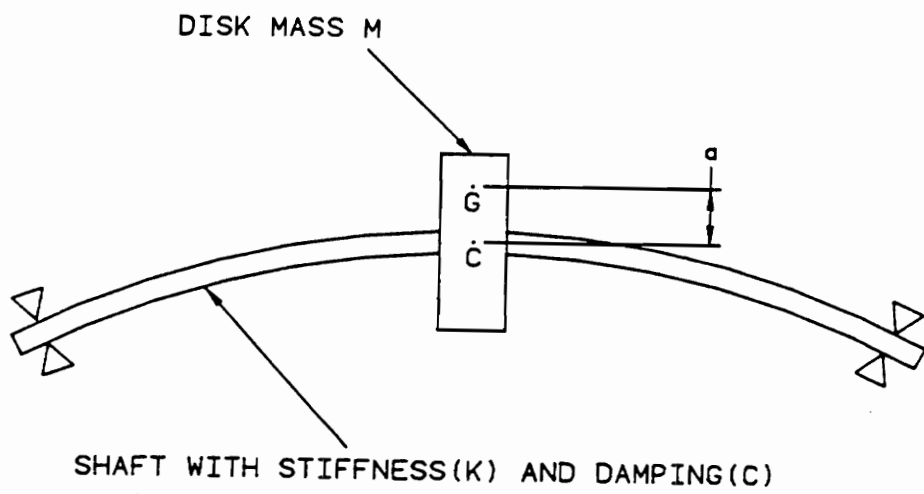 DISK MASS M
a
G
C
SHAFT WITH STIFFNESS(K) AND DAMPING(C)